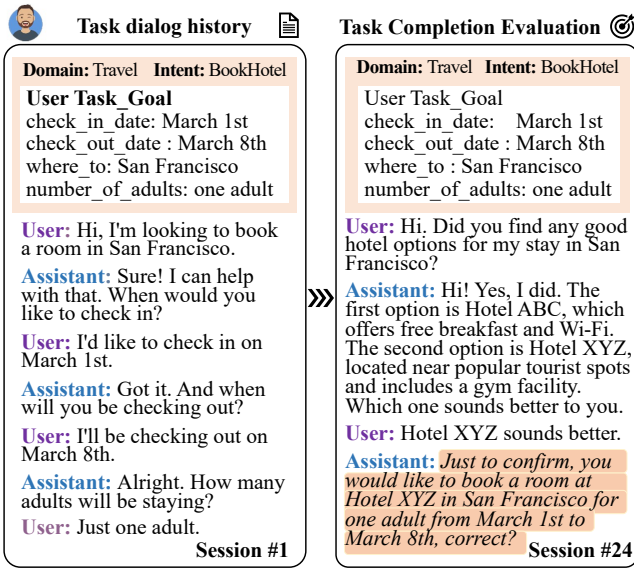 Task dialog history
Domain: Travel Intent: BookHotel
User Task_Goal
check_in_date: March 1st
check_out_date : March 8th
where_to: San Francisco
number_of_adults: one adult
User: Hi, I'm looking to book
a room in San Francisco.
Assistant: Sure! I can help
with that. When would you
like to check in?
User: I'd like to check in on
March 1st.
Assistant: Got it. And when
will you be checking out?
User: I'll be checking out on
March 8th.
Assistant: Alright. How many
adults will be staying?
User: Just one adult.
Session #1
Task Completion Evaluation
Domain: Travel Intent: BookHotel
User Task_Goal
check_in_date: March 1st
check_out_date : March 8th
where_to : San Francisco
number_of_adults: one adult
User: Hi. Did you find any good
hotel options for my stay in San
Francisco?
Assistant: Hi! Yes, I did. The
first option is Hotel ABC, which
offers free breakfast and Wi-Fi.
The second option is Hotel XYZ,
located near popular tourist spots
and includes a gym facility.
Which one sounds better to you.
User: Hotel XYZ sounds better.
Assistant: Just to confirm, you
would like to book a room at
Hotel XYZ in San Francisco for
one adult from March 1st to
March 8th, correct?
Session #24